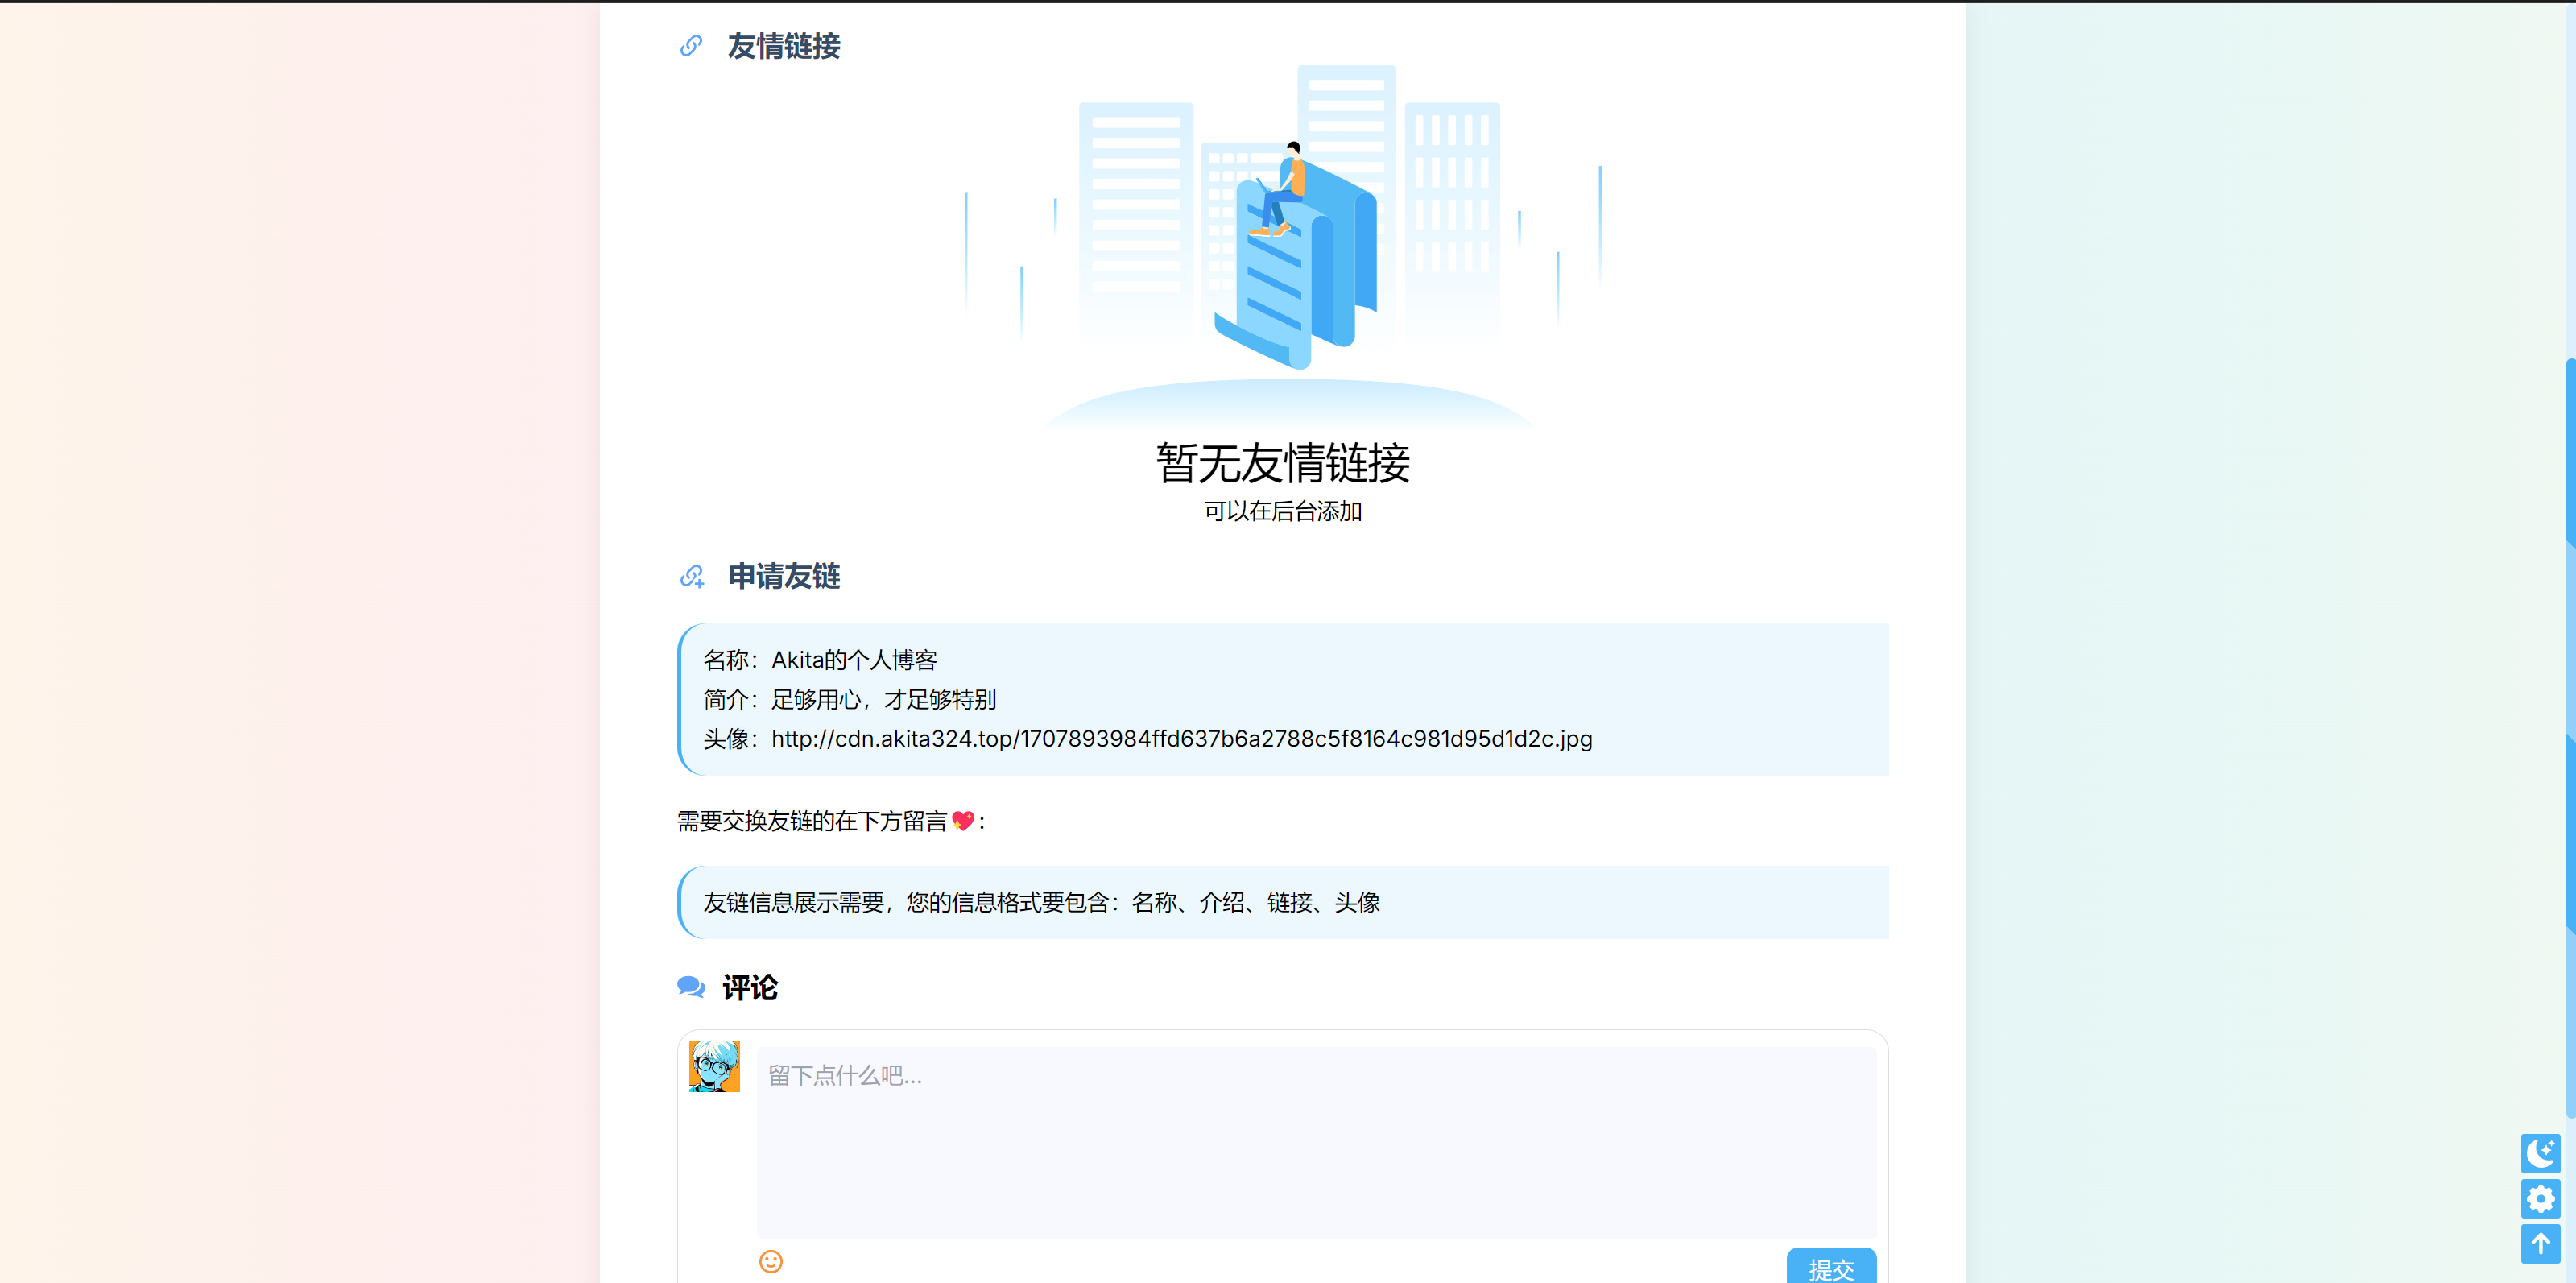 友情链接
暂无友情链接
可以在后台添加
申请友链
名称：Akita的个人博客
简介：足够用心，才足够特别
头像：http://cdn.akita324.top/1707893984ffd637b6a2788c5f8164c981d95d1d2c.jpg
需要交换友链的在下方留言💖：
友链信息展示需要，您的信息格式要包含：名称、介绍、链接、头像
评论
留下点什么吧...
提交